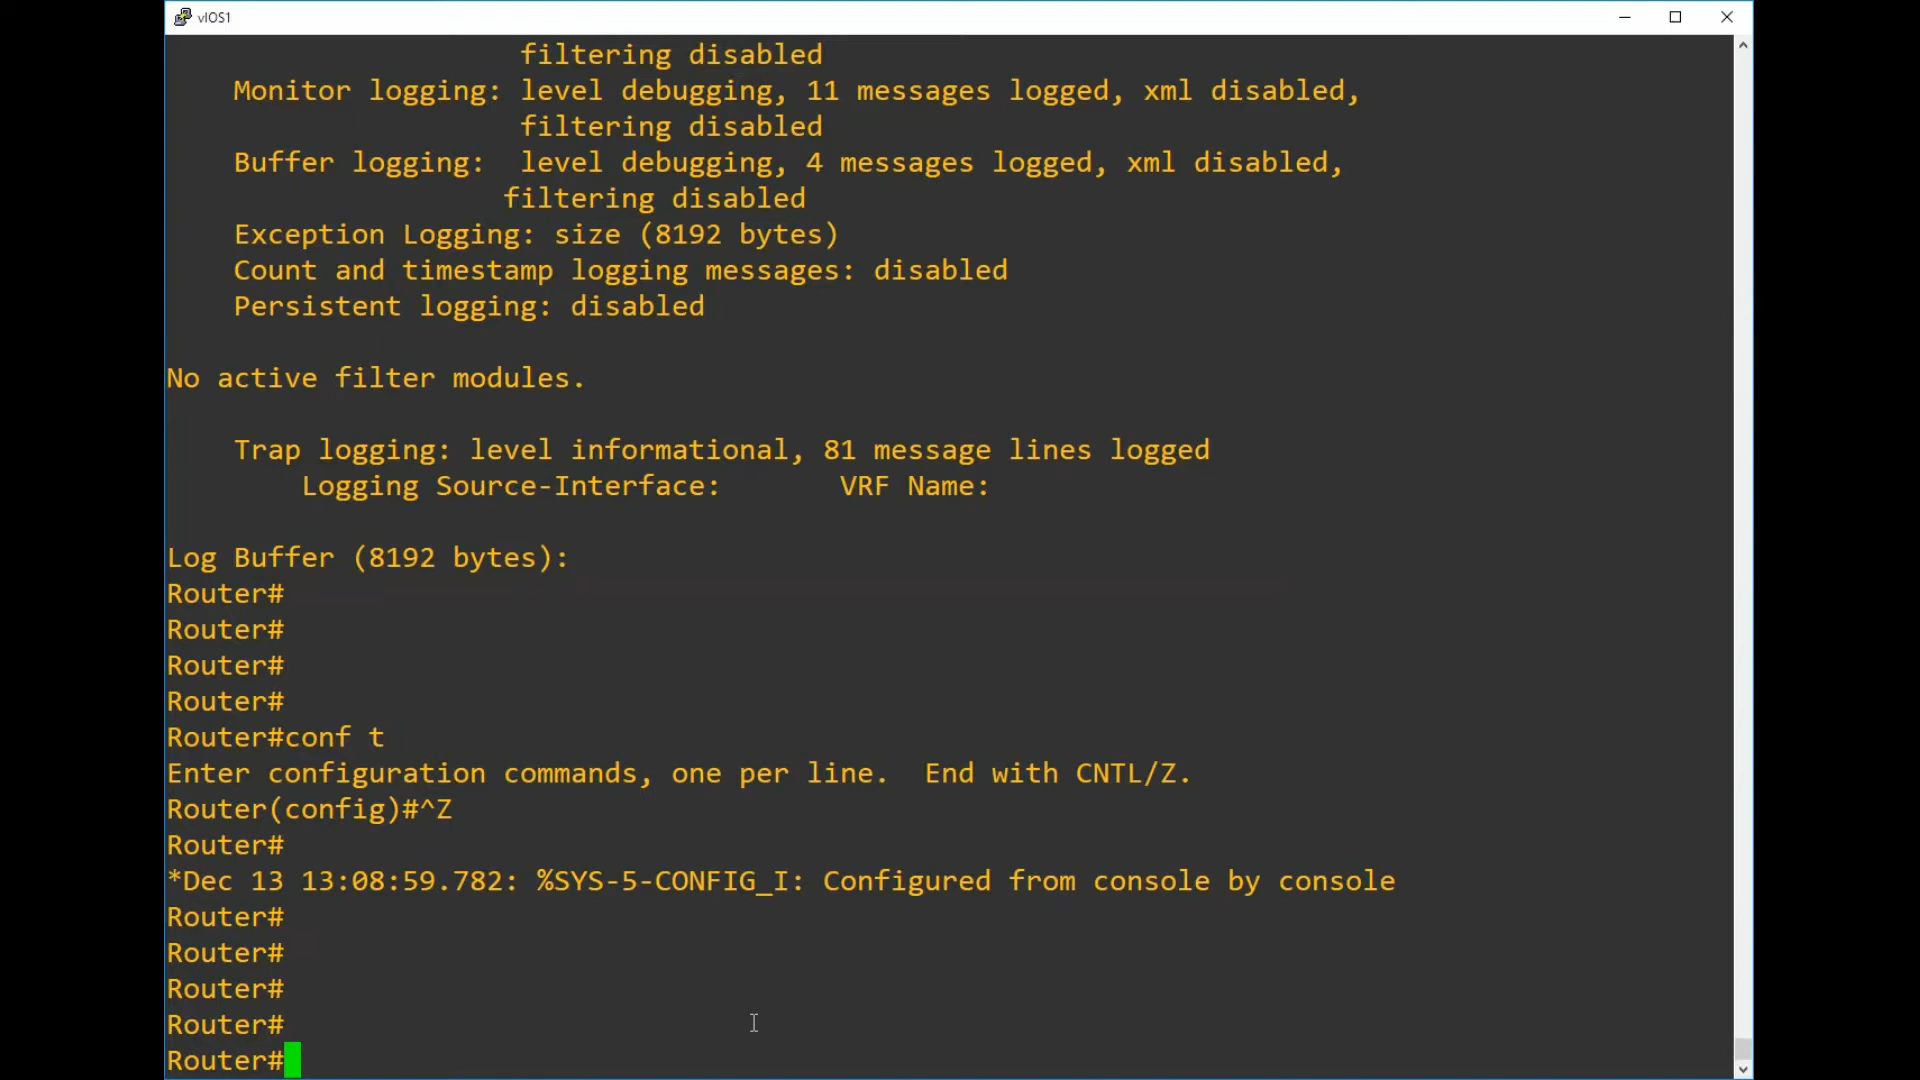 vIOS1
filtering disabled
Monitor logging: level debugging, 11 messages logged, xml disabled,
filtering disabled
Buffer logging:  level debugging, 4 messages logged, xml disabled,
filtering disabled
Exception Logging: size (8192 bytes)
Count and timestamp logging messages: disabled
Persistent logging: disabled
No active filter modules.
Trap logging: level informational, 81 message lines logged
Logging Source-Interface:       VRF Name:
Log Buffer (8192 bytes):
Router#
Router#
Router#
Router#
Router#conf t
Enter configuration commands, one per line.  End with CNTL/Z.
Router(config)#^Z
Router#
*Dec 13 13:08:59.782: %SYS-5-CONFIG_I: Configured from console by console
Router#
Router#
Router#
Router#
Router#